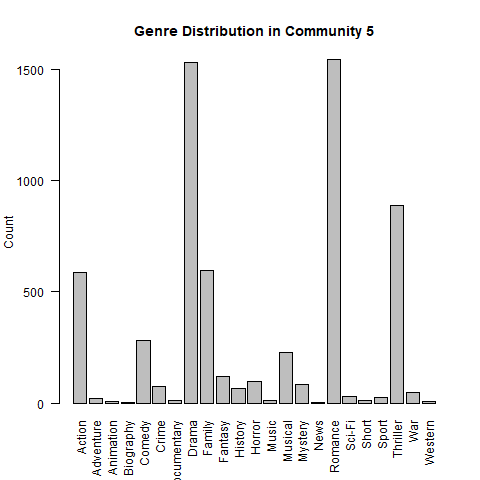 Genre Distribution in Community 5
Count
1500
1000
500
0
Action
Adventure
Animation
Biography
Comedy
Crime
ocumentary
Drama
Family
Fantasy
History
Horror
Music
Musical
Mystery
News
Romance
Sci-Fi
Short
Sport
Thriller
War
Western